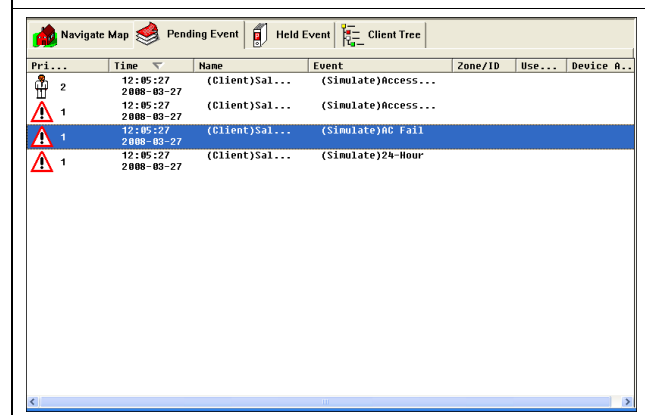 Navigate Map Pending Event Held Event Client Tree
Pri... Time Name Event Zone/ID Use... Device A..
2 12:05:27 (Client)Sal... (Simulate)Access...
2008-03-27
1 12:05:27 (Client)Sal... (Simulate)Access...
2008-03-27
1 12:05:27 (Client)Sal... (Simulate)AC Fail
2008-03-27
1 12:05:27 (Client)Sal... (Simulate)24-Hour
2008-03-27